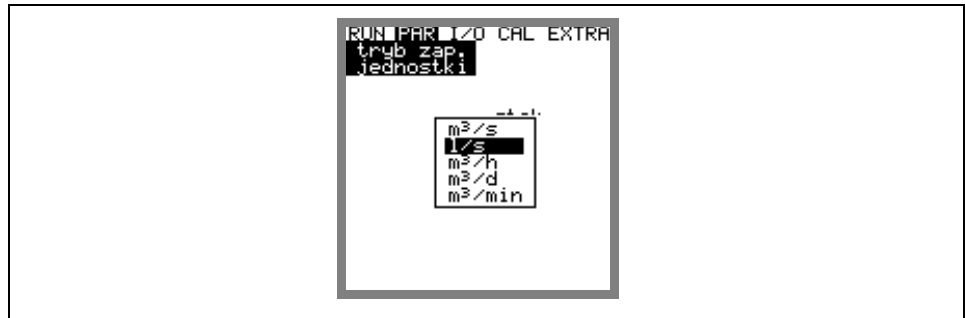 RUN PAR I/O CAL EXTRA
tryb zap.
jednostki
m³/s
l/s
m³/h
m³/d
m³/min